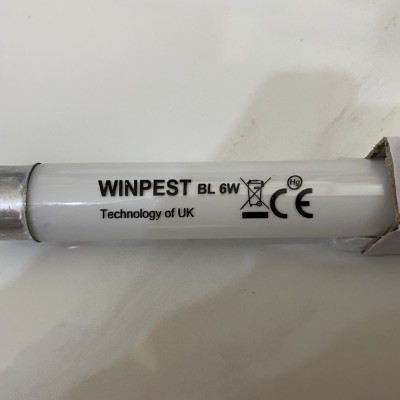 WINPEST BL 6W CE Hg
Technology of UK